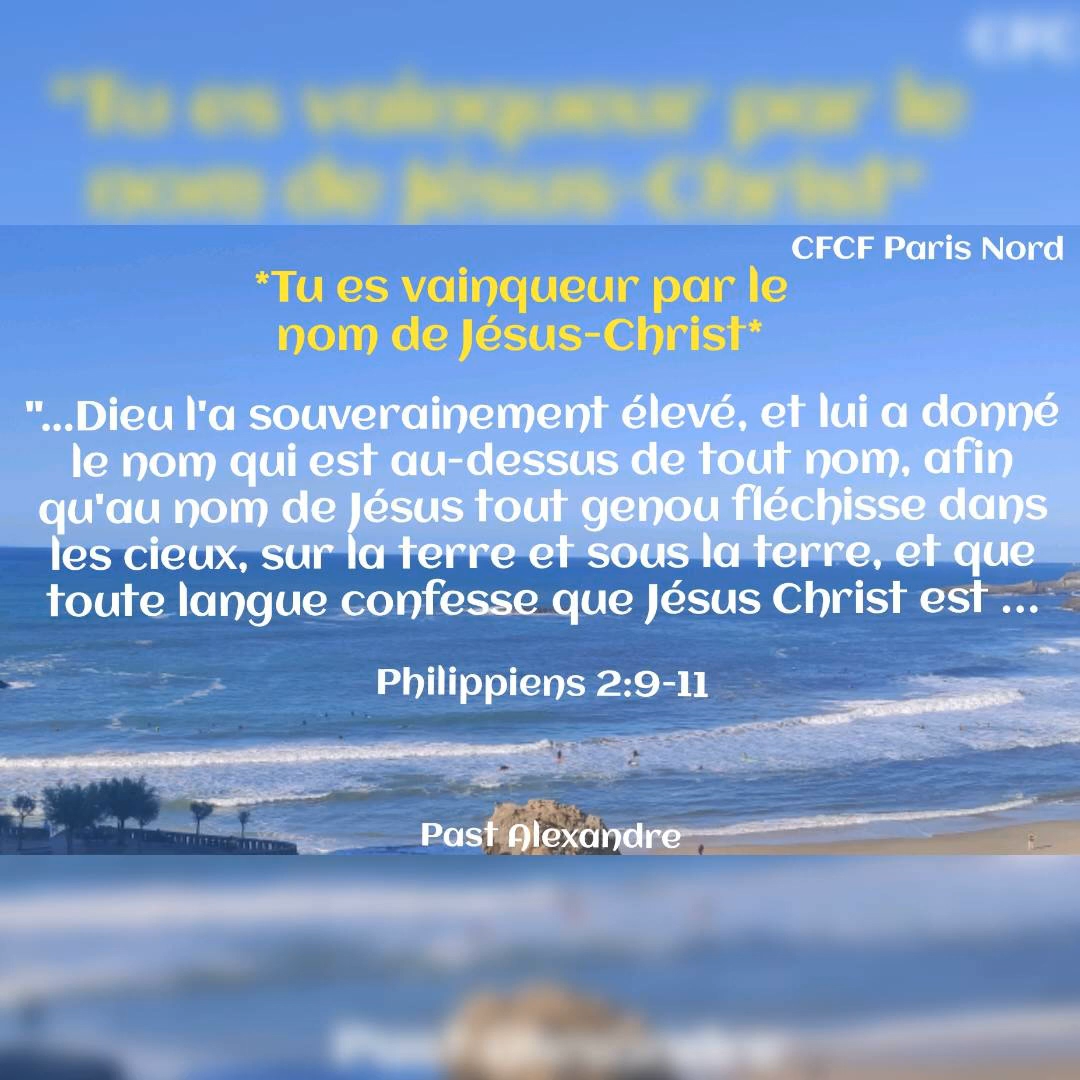 CFCF Paris Nord
*Tu es vainqueur par le
nom de Jésus-Christ*
"...Dieu l'a souverainement élevé, et lui a donné
le nom qui est au-dessus de tout nom, afin
qu'au nom de Jésus tout genou fléchisse dans
les cieux, sur la terre et sous la terre, et que
toute langue confesse que Jésus Christ est ...
Philippiens 2:9-11
Past Alexandre